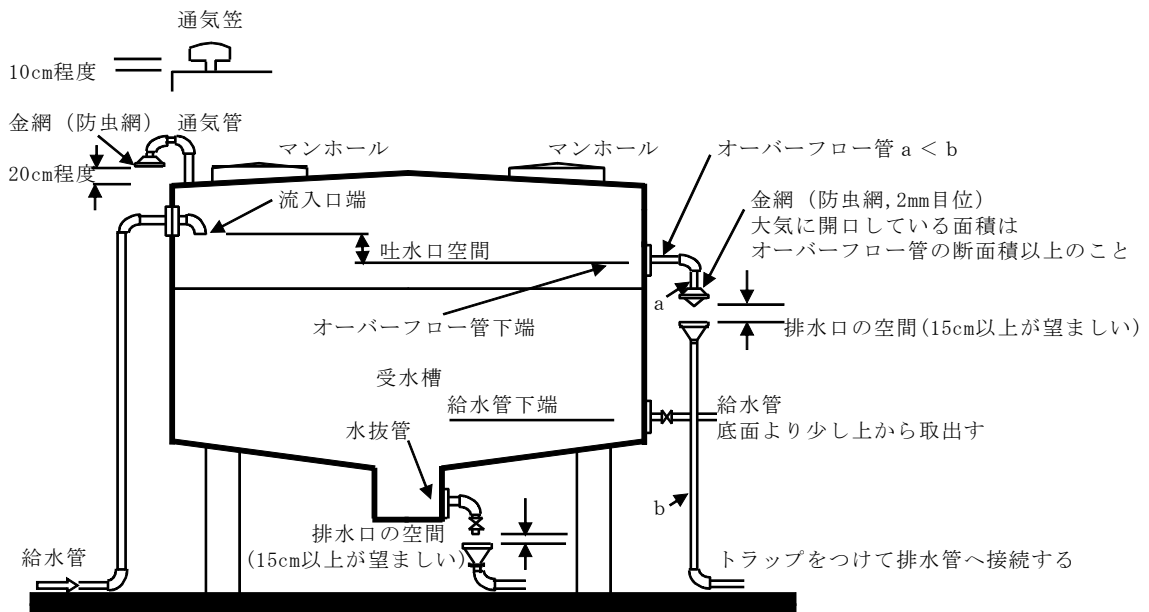 通気笠
10cm程度
金網（防虫網）
通気管
20cm程度
マンホール
マンホール
オーバーフロー管 a < b
流入口端
金網（防虫網,2mm目位）
大気に開口している面積は
オーバーフロー管の断面積以上のこと
吐水口空間
a
オーバーフロー管下端
排水口の空間(15cm以上が望ましい)
受水槽
給水管下端
給水管
底面より少し上から取出す
水抜管
b
排水口の空間
(15cm以上が望ましい)
給水管
トラップをつけて排水管へ接続する